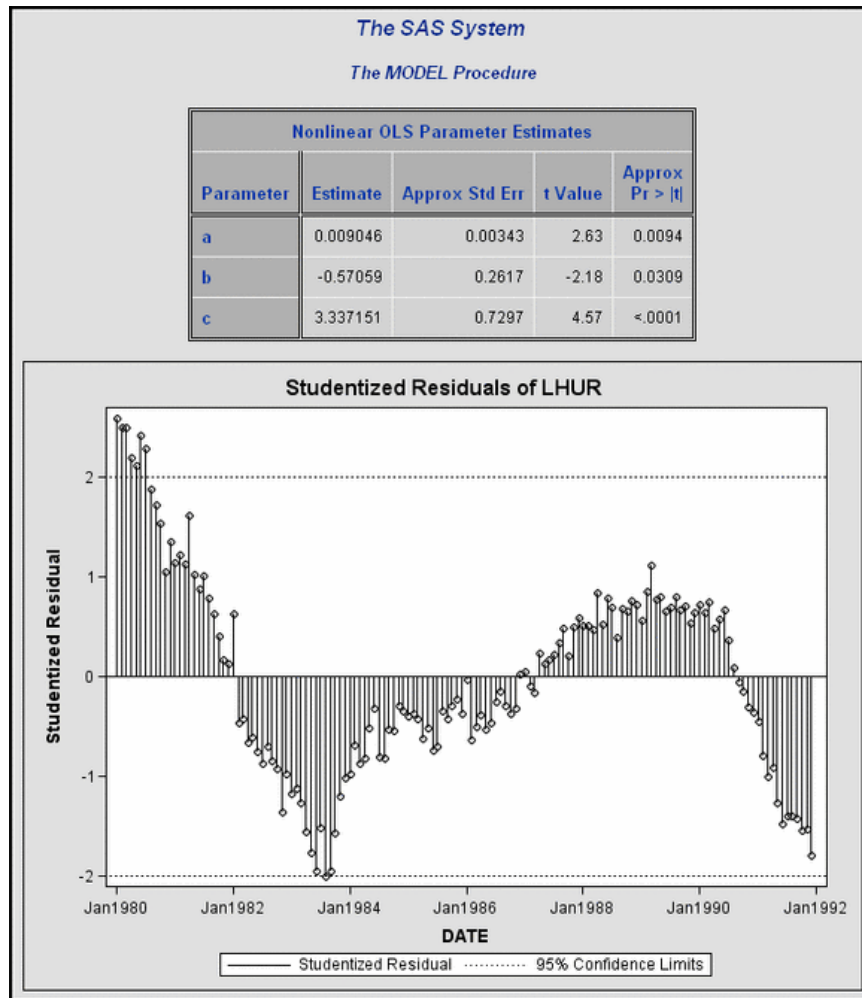 The SAS System
The MODEL Procedure
Nonlinear OLS Parameter Estimates
Parameter Estimate Approx Std Err t Value Approx Pr > |t|
a 0.009046 0.00343 2.63 0.0094
b -0.57059 0.2617 -2.18 0.0309
c 3.337151 0.7297 4.57 <.0001
Studentized Residuals of LHUR
Studentized Residual
2
1
0
-1
-2
Jan1980 Jan1982 Jan1984 Jan1986 Jan1988 Jan1990 Jan1992
DATE
Studentized Residual 95% Confidence Limits